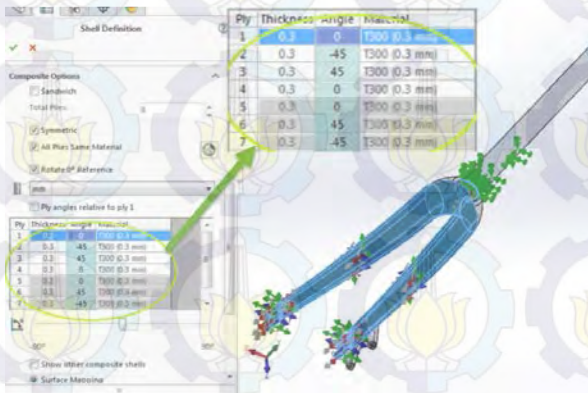 Shell Definition
Composite Options
Sandwich
Total Plies:
Symmetric
All Plies Same Material
Rotate 0° Reference
mm
Ply angles relative to ply 1
Ply Thickness Angle Material
1 0.3 0 T300 (0.3 mm)
2 0.3 -45 T300 (0.3 mm)
3 0.3 45 T300 (0.3 mm)
4 0.3 0 T300 (0.3 mm)
5 0.3 0 T300 (0.3 mm)
6 0.3 45 T300 (0.3 mm)
7 0.3 -45 T300 (0.3 mm)
Show other composite shells
Surface Mapping
Ply Thickness Angle Material
1 0.3 0 T300 (0.3 mm)
2 0.3 -45 T300 (0.3 mm)
3 0.3 45 T300 (0.3 mm)
4 0.3 0 T300 (0.3 mm)
5 0.3 0 T300 (0.3 mm)
6 0.3 45 T300 (0.3 mm)
7 0.3 -45 T300 (0.3 mm)